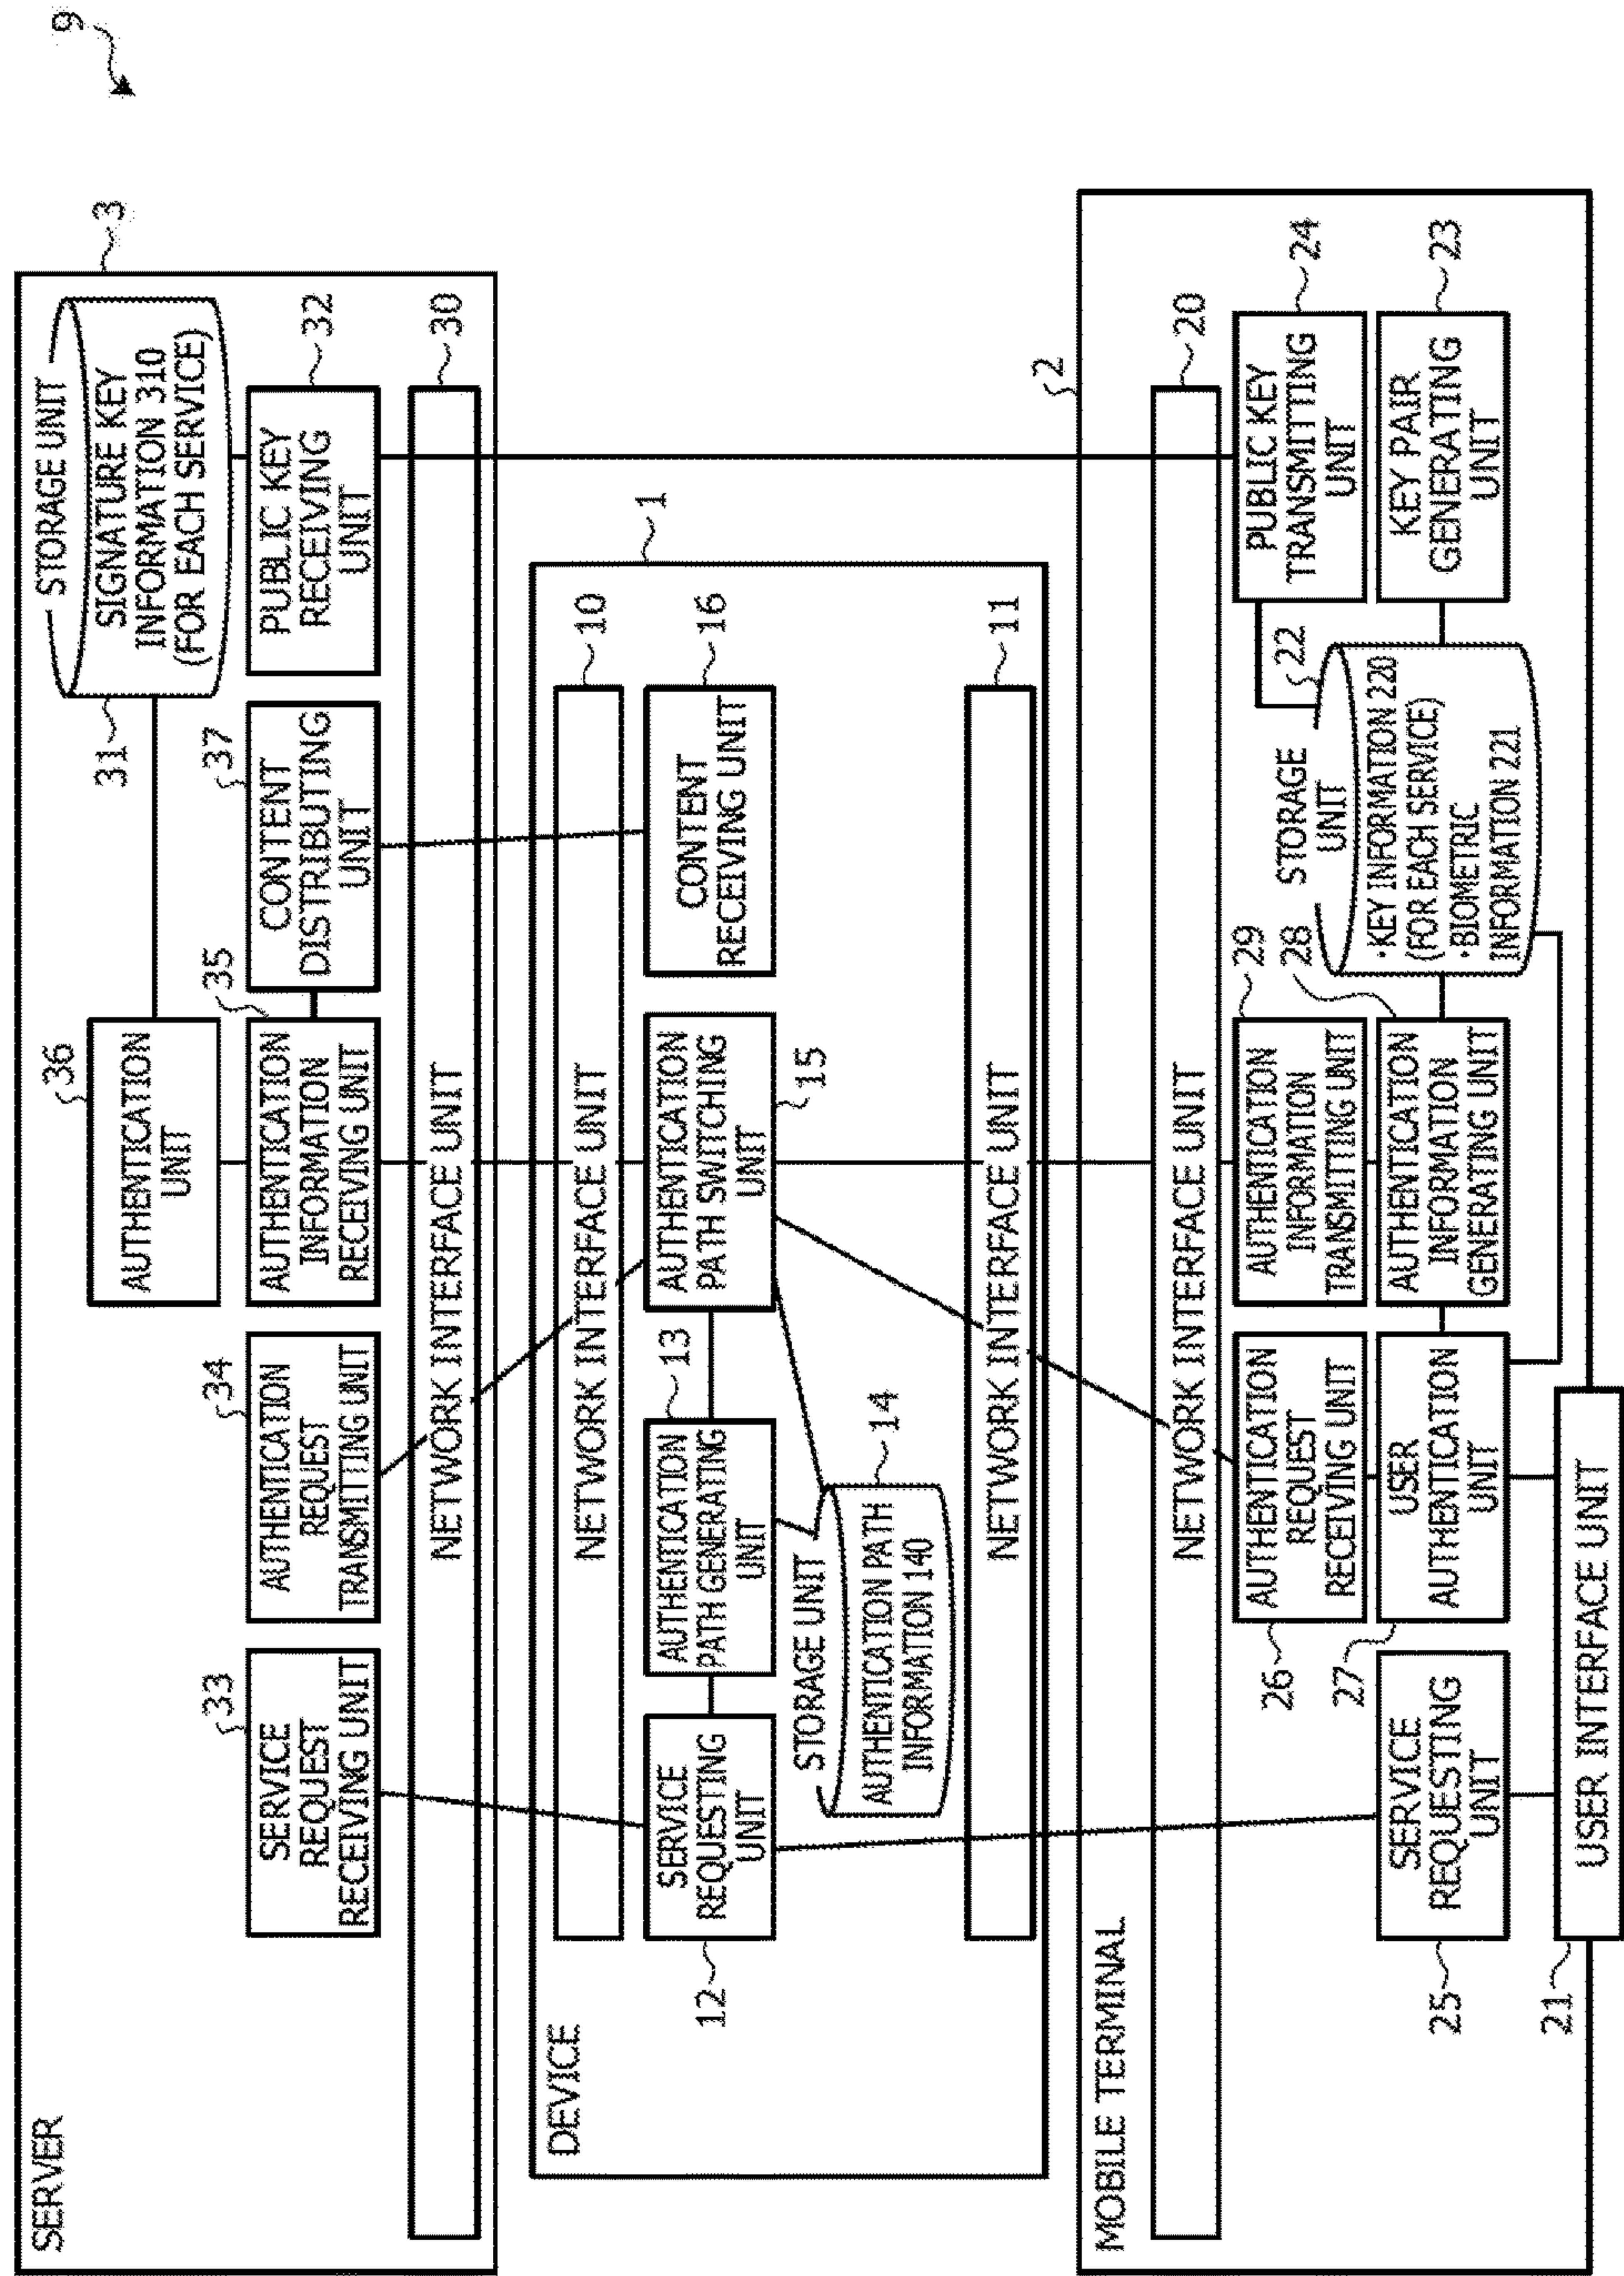 9
SERVER
3
STORAGE UNIT
SIGNATURE KEY
INFORMATION 310
(FOR EACH SERVICE)
31
36
AUTHENTICATION
UNIT
33
SERVICE
REQUEST
RECEIVING UNIT
34
AUTHENTICATION
REQUEST
TRANSMITTING UNIT
35
AUTHENTICATION
INFORMATION
RECEIVING UNIT
37
CONTENT
DISTRIBUTING
UNIT
PUBLIC KEY
RECEIVING
UNIT
32
NETWORK INTERFACE UNIT
30
DEVICE
1
NETWORK INTERFACE UNIT
10
12
SERVICE
REQUESTING
UNIT
AUTHENTICATION
PATH GENERATING
UNIT
13
AUTHENTICATION
PATH SWITCHING
UNIT
15
CONTENT
RECEIVING UNIT
16
STORAGE UNIT
14
AUTHENTICATION PATH
INFORMATION 140
NETWORK INTERFACE UNIT
11
MOBILE TERMINAL
2
NETWORK INTERFACE UNIT
20
26
AUTHENTICATION
REQUEST
RECEIVING UNIT
AUTHENTICATION
INFORMATION
TRANSMITTING UNIT
29
PUBLIC KEY
TRANSMITTING
UNIT
24
25
SERVICE
REQUESTING
UNIT
27
USER
AUTHENTICATION
UNIT
AUTHENTICATION
INFORMATION
GENERATING UNIT
28
STORAGE
UNIT
22
・KEY INFORMATION 220
(FOR EACH SERVICE)
・BIOMETRIC
INFORMATION 221
KEY PAIR
GENERATING
UNIT
23
21
USER INTERFACE UNIT